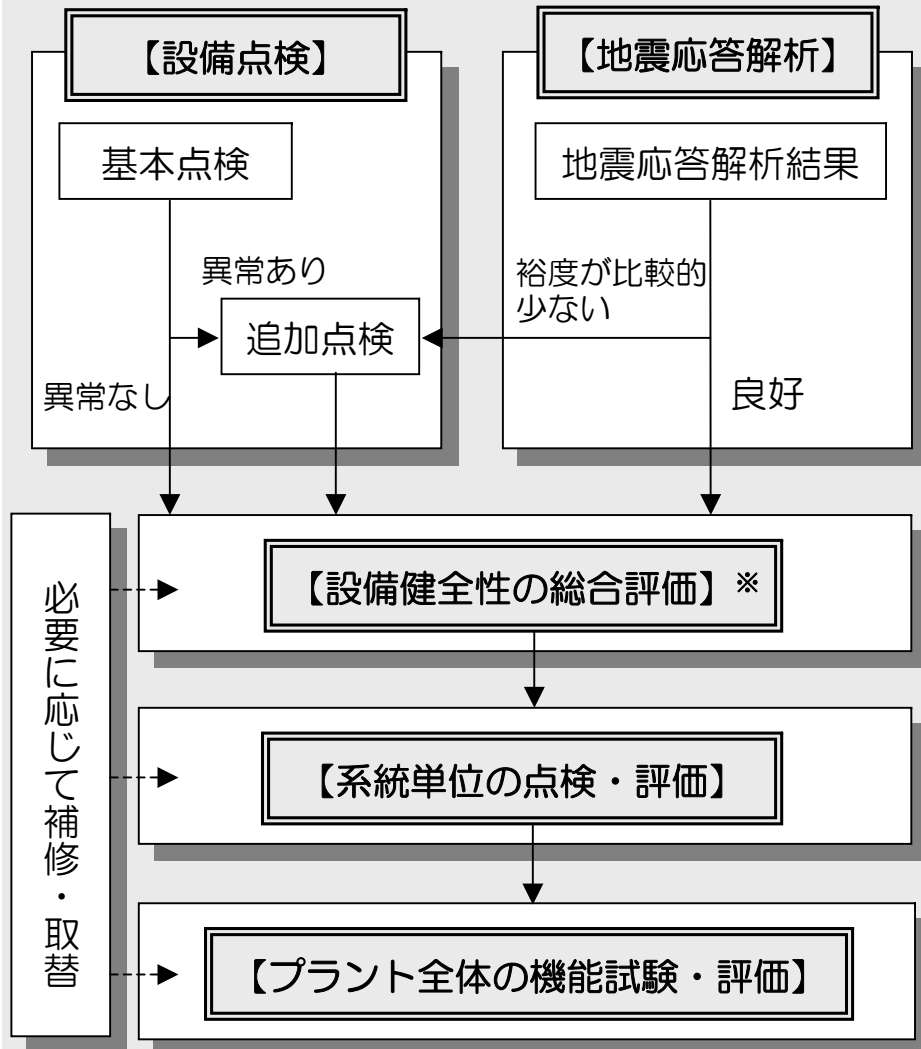 【設備点検】
基本点検
異常あり
追加点検
異常なし
【地震応答解析】
地震応答解析結果
裕度が比較的
少ない
良好
必要に応じて補修・取替
【設備健全性の総合評価】※
【系統単位の点検・評価】
【プラント全体の機能試験・評価】